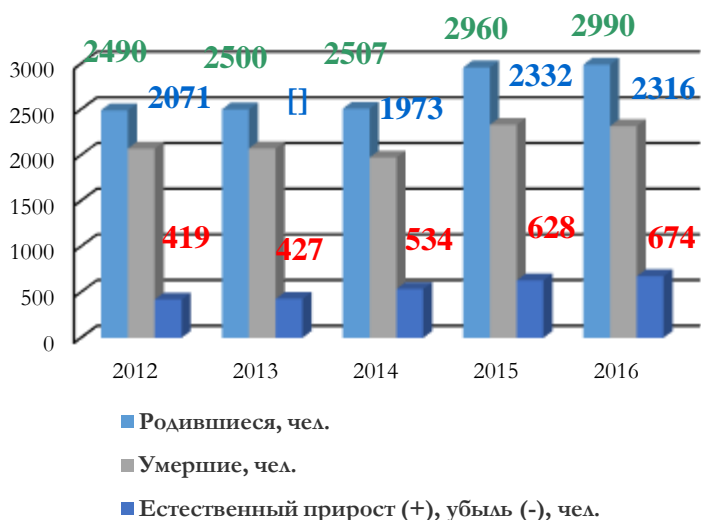 2490 2500 2507 2960 2990
3000
2071 [] 1973 2332 2316
2500
2000
1500
419 427 534 628 674
1000
500
0
2012 2013 2014 2015 2016
Родившиеся, чел.
Умершие, чел.
Естественный прирост (+), убыль (-), чел.